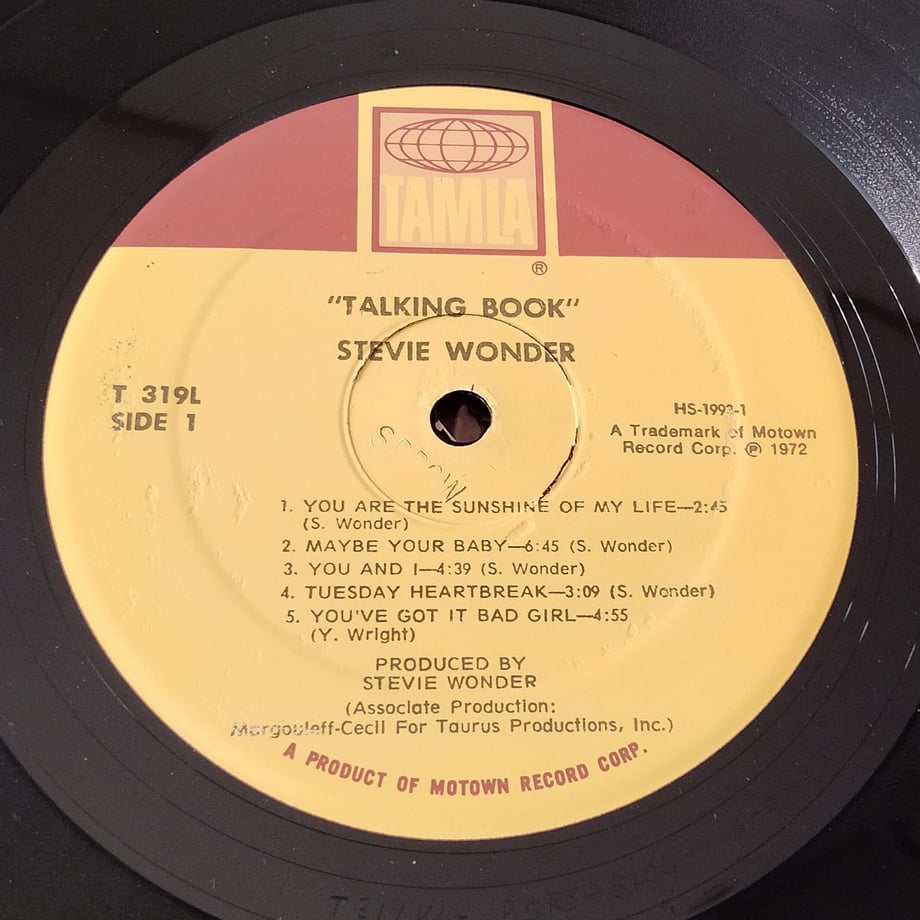 TAMLA
®
"TALKING BOOK"
STEVIE WONDER
T 319L
SIDE 1
HS-1993-1
A Trademark of Motown
Record Corp. ℗ 1972
1. YOU ARE THE SUNSHINE OF MY LIFE—2:45
(S. Wonder)
2. MAYBE YOUR BABY—6:45 (S. Wonder)
3. YOU AND I—4:39 (S. Wonder)
4. TUESDAY HEARTBREAK—3:09 (S. Wonder)
5. YOU'VE GOT IT BAD GIRL—4:55
(Y. Wright)
PRODUCED BY
STEVIE WONDER
(Associate Production:
Margouleff-Cecil For Taurus Productions, Inc.)
A PRODUCT OF MOTOWN RECORD CORP.